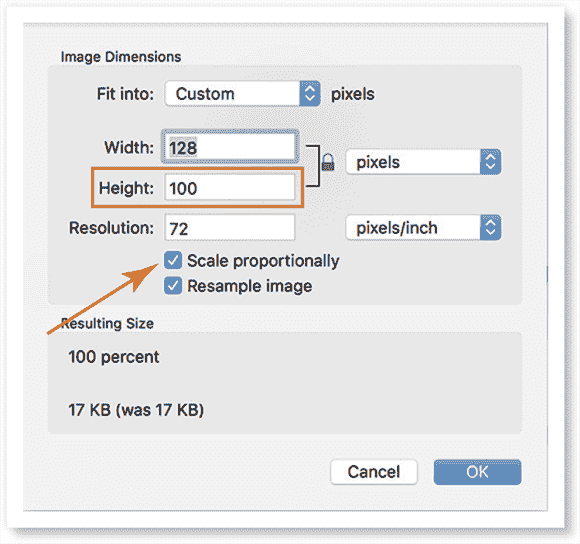 Image Dimensions
Fit into: Custom pixels
Width: 128
pixels
Height: 100
Resolution: 72 pixels/inch
Scale proportionally
Resample image
Resulting Size
100 percent
17 KB (was 17 KB)
Cancel OK